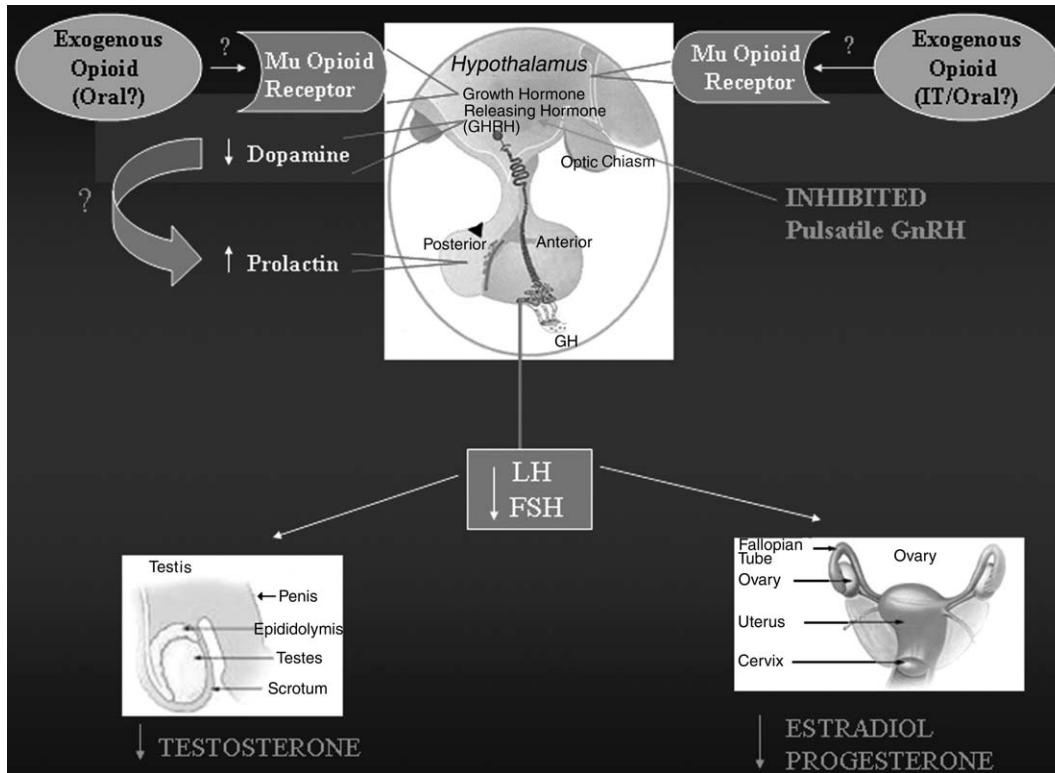 Exogenous
Opioid
(Oral?)
?
Mu Opioid
Receptor
Hypothalamus
Growth Hormone
Releasing Hormone
(GHRH)
Optic Chiasm
Mu Opioid
Receptor
?
Exogenous
Opioid
(IT/Oral?)
↓ Dopamine
?
↑ Prolactin
Posterior
Anterior
GH
INHIBITED
Pulsatile GnRH
↓ LH
FSH
Testis
Penis
Epididolymis
Testes
Scrotum
↓ TESTOSTERONE
Fallopian
Tube
Ovary
Ovary
Uterus
Cervix
↓ ESTRADIOL
PROGESTERONE